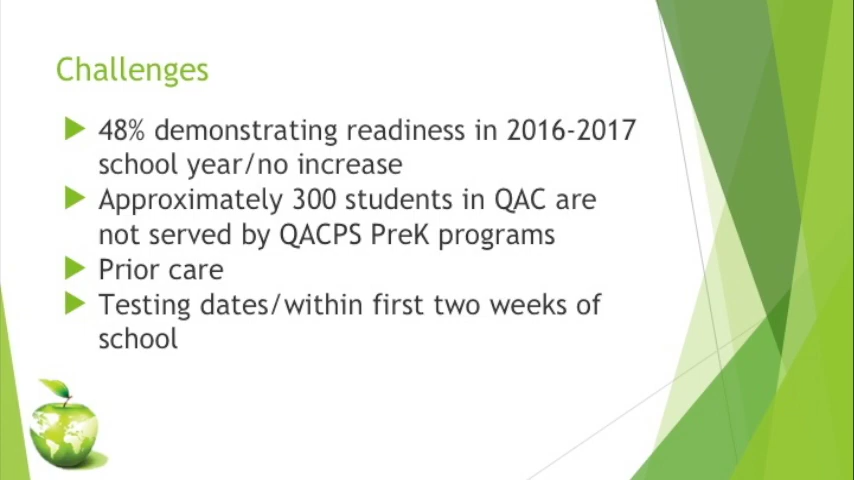 Challenges
48% demonstrating readiness in 2016-2017
school year/no increase
Approximately 300 students in QAC are
not served by QACPS PreK programs
Prior care
Testing dates/within first two weeks of
school